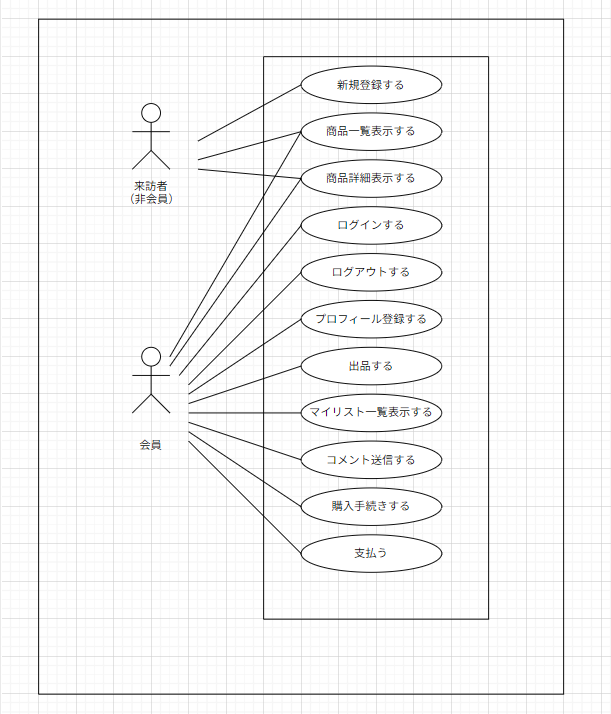 新規登録する
商品一覧表示する
商品詳細表示する
来訪者
（非会員）
ログインする
ログアウトする
プロフィール登録する
出品する
マイリスト一覧表示する
会員
コメント送信する
購入手続きする
支払う